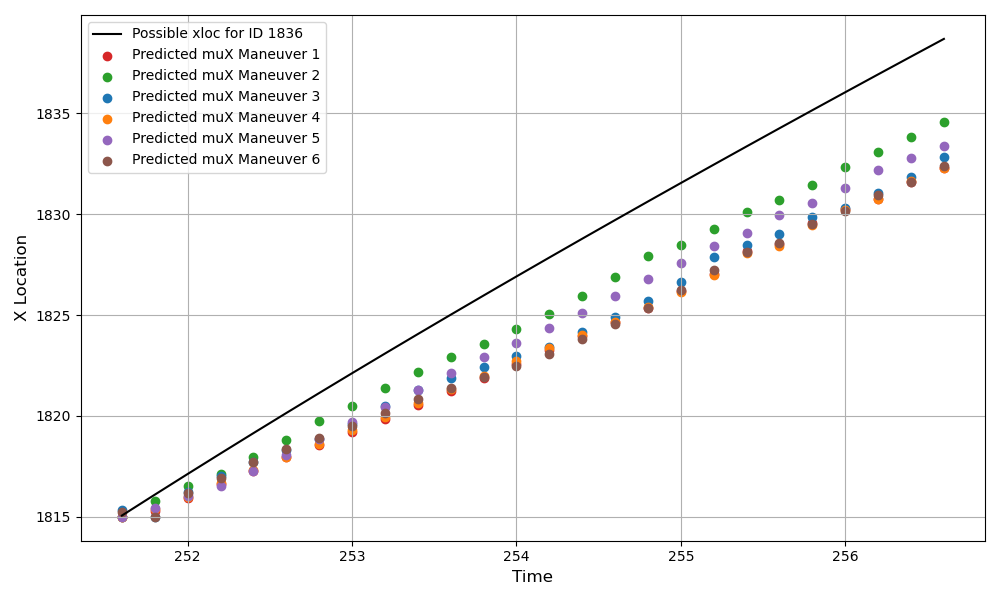 Possible xloc for ID 1836
Predicted muX Maneuver 1
Predicted muX Maneuver 2
Predicted muX Maneuver 3
Predicted muX Maneuver 4
Predicted muX Maneuver 5
Predicted muX Maneuver 6
1835
1830
1825
1820
1815
X Location
252 253 254 255 256
Time